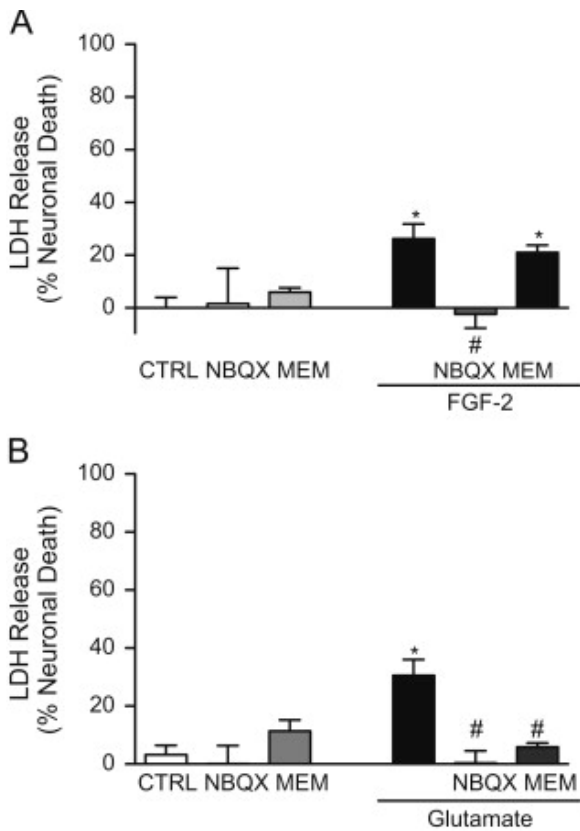 A
LDH Release
(% Neuronal Death)
100
80
60
40
20
0
* * #
CTRL NBQX MEM NBQX MEM
FGF-2
B
LDH Release
(% Neuronal Death)
100
80
60
40
20
0
* # #
CTRL NBQX MEM NBQX MEM
Glutamate